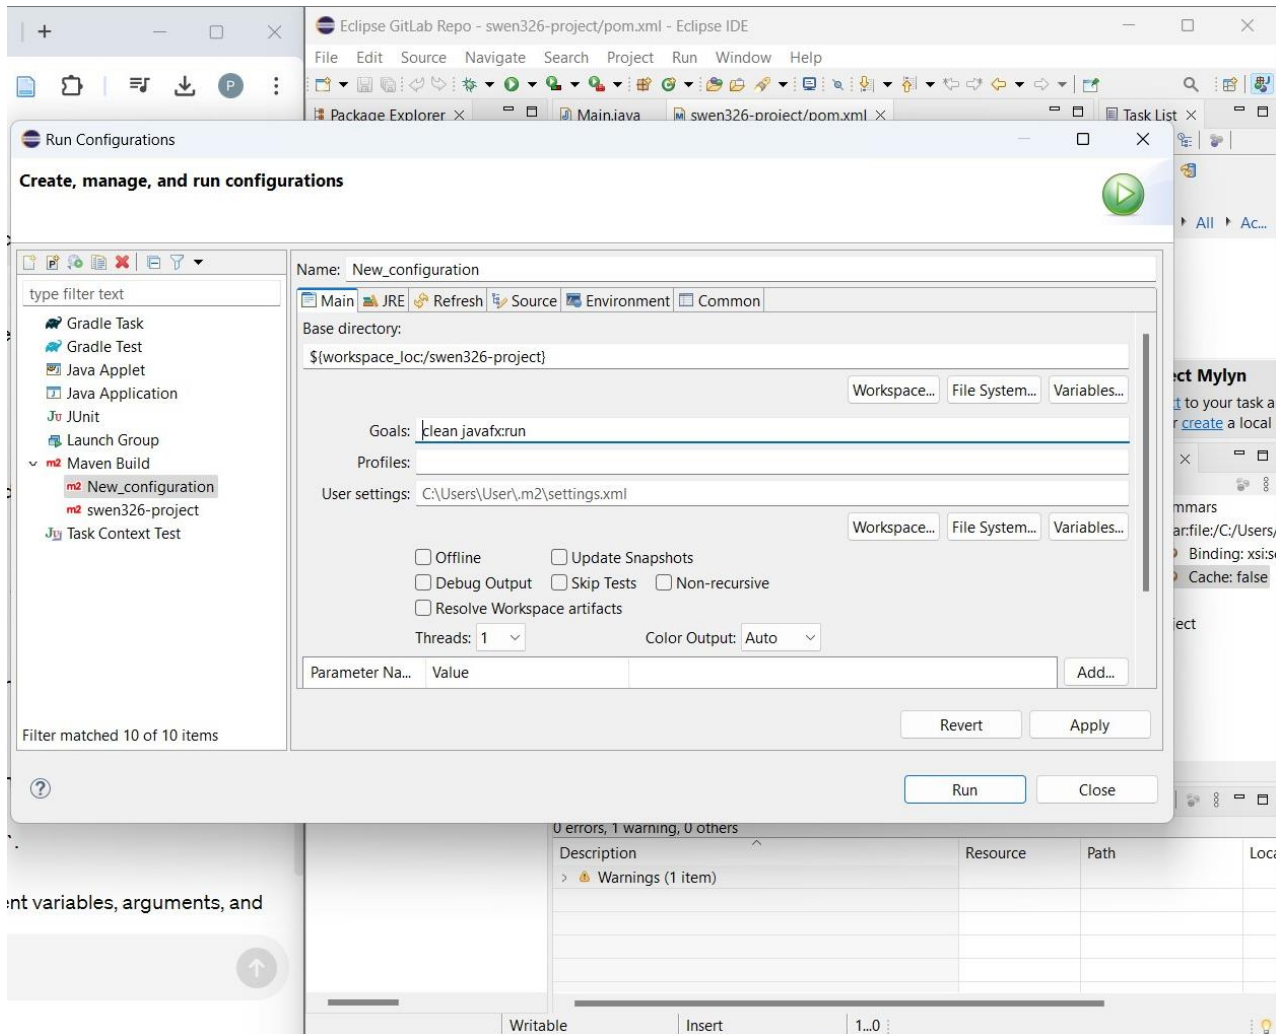 Eclipse GitLab Repo - swen326-project/pom.xml - Eclipse IDE
File Edit Source Navigate Search Project Run Window Help
P
Package Explorer
Main.java
swen326-project/pom.xml
Task List
Run Configurations
Create, manage, and run configurations
All
Ac...
Name: New_configuration
type filter text
Main JRE Refresh Source Environment Common
Gradle Task
Gradle Test
Java Applet
Java Application
JUnit
Launch Group
Maven Build
New_configuration
swen326-project
Task Context Test
Filter matched 10 of 10 items
Base directory:
${workspace_loc:/swen326-project}
Workspace... File System... Variables...
Goals: clean javafx:run
Profiles:
User settings: C:\Users\User\.m2\settings.xml
Workspace... File System... Variables...
Offline Update Snapshots
Debug Output Skip Tests Non-recursive
Resolve Workspace artifacts
Threads: 1 Color Output: Auto
Parameter Na... Value Add...
Revert Apply
Run Close
ect Mylyn
to your task a
create a local
mmars
ar:file:/C:/Users/
Binding: xsi:s
Cache: false
ject
0 errors, 1 warning, 0 others
Description Resource Path Loca
Warnings (1 item)
ent variables, arguments, and
Writable Insert 1...0